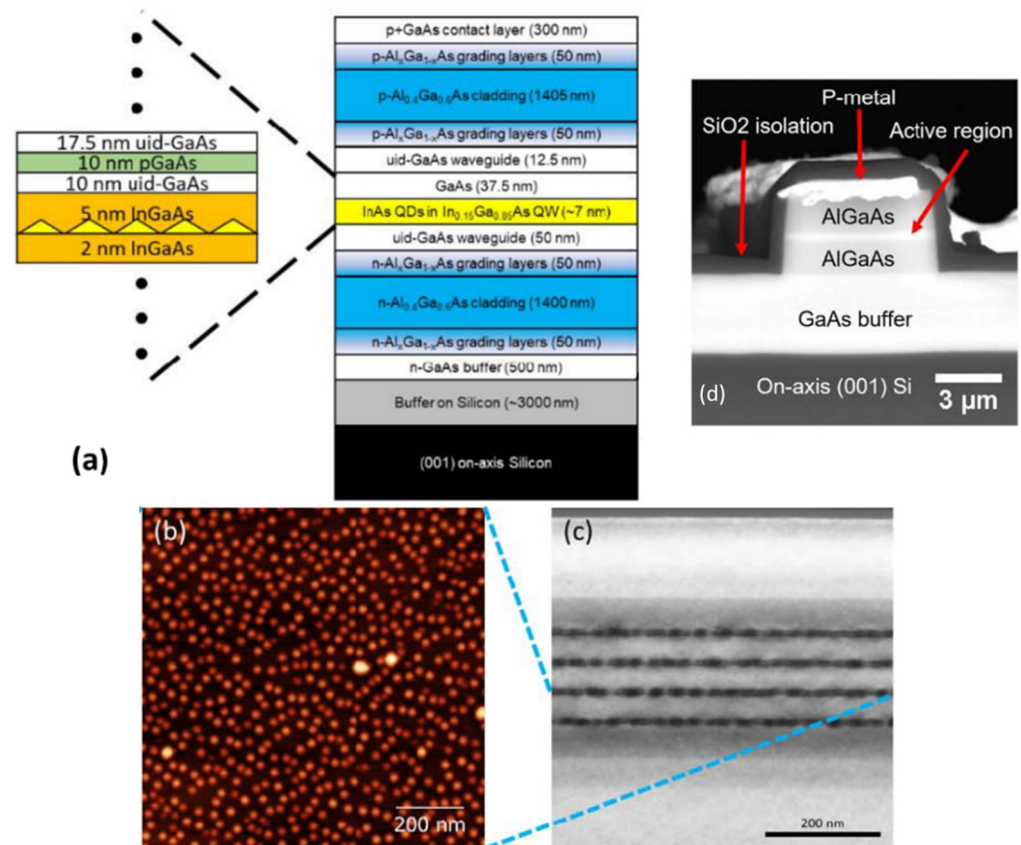 p+GaAs contact layer (300 nm)
p-AlxGa1-xAs grading layers (50 nm)
p-Al0.4Ga0.6As cladding (1405 nm)
p-AlxGa1-xAs grading layers (50 nm)
uid-GaAs waveguide (12.5 nm)
GaAs (37.5 nm)
InAs QDs in In0.15Ga0.85As QW (~7 nm)
uid-GaAs waveguide (50 nm)
n-AlxGa1-xAs grading layers (50 nm)
n-Al0.4Ga0.6As cladding (1400 nm)
n-AlxGa1-xAs grading layers (50 nm)
n-GaAs buffer (500 nm)
Buffer on Silicon (~3000 nm)
(001) on-axis Silicon
17.5 nm uid-GaAs
10 nm pGaAs
10 nm uid-GaAs
5 nm InGaAs
2 nm InGaAs
(a)
P-metal
SiO2 isolation
Active region
AlGaAs
AlGaAs
GaAs buffer
On-axis (001) Si
(d)
3 µm
(b)
200 nm
(c)
200 nm